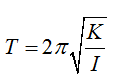 T = 2π√(K/I)